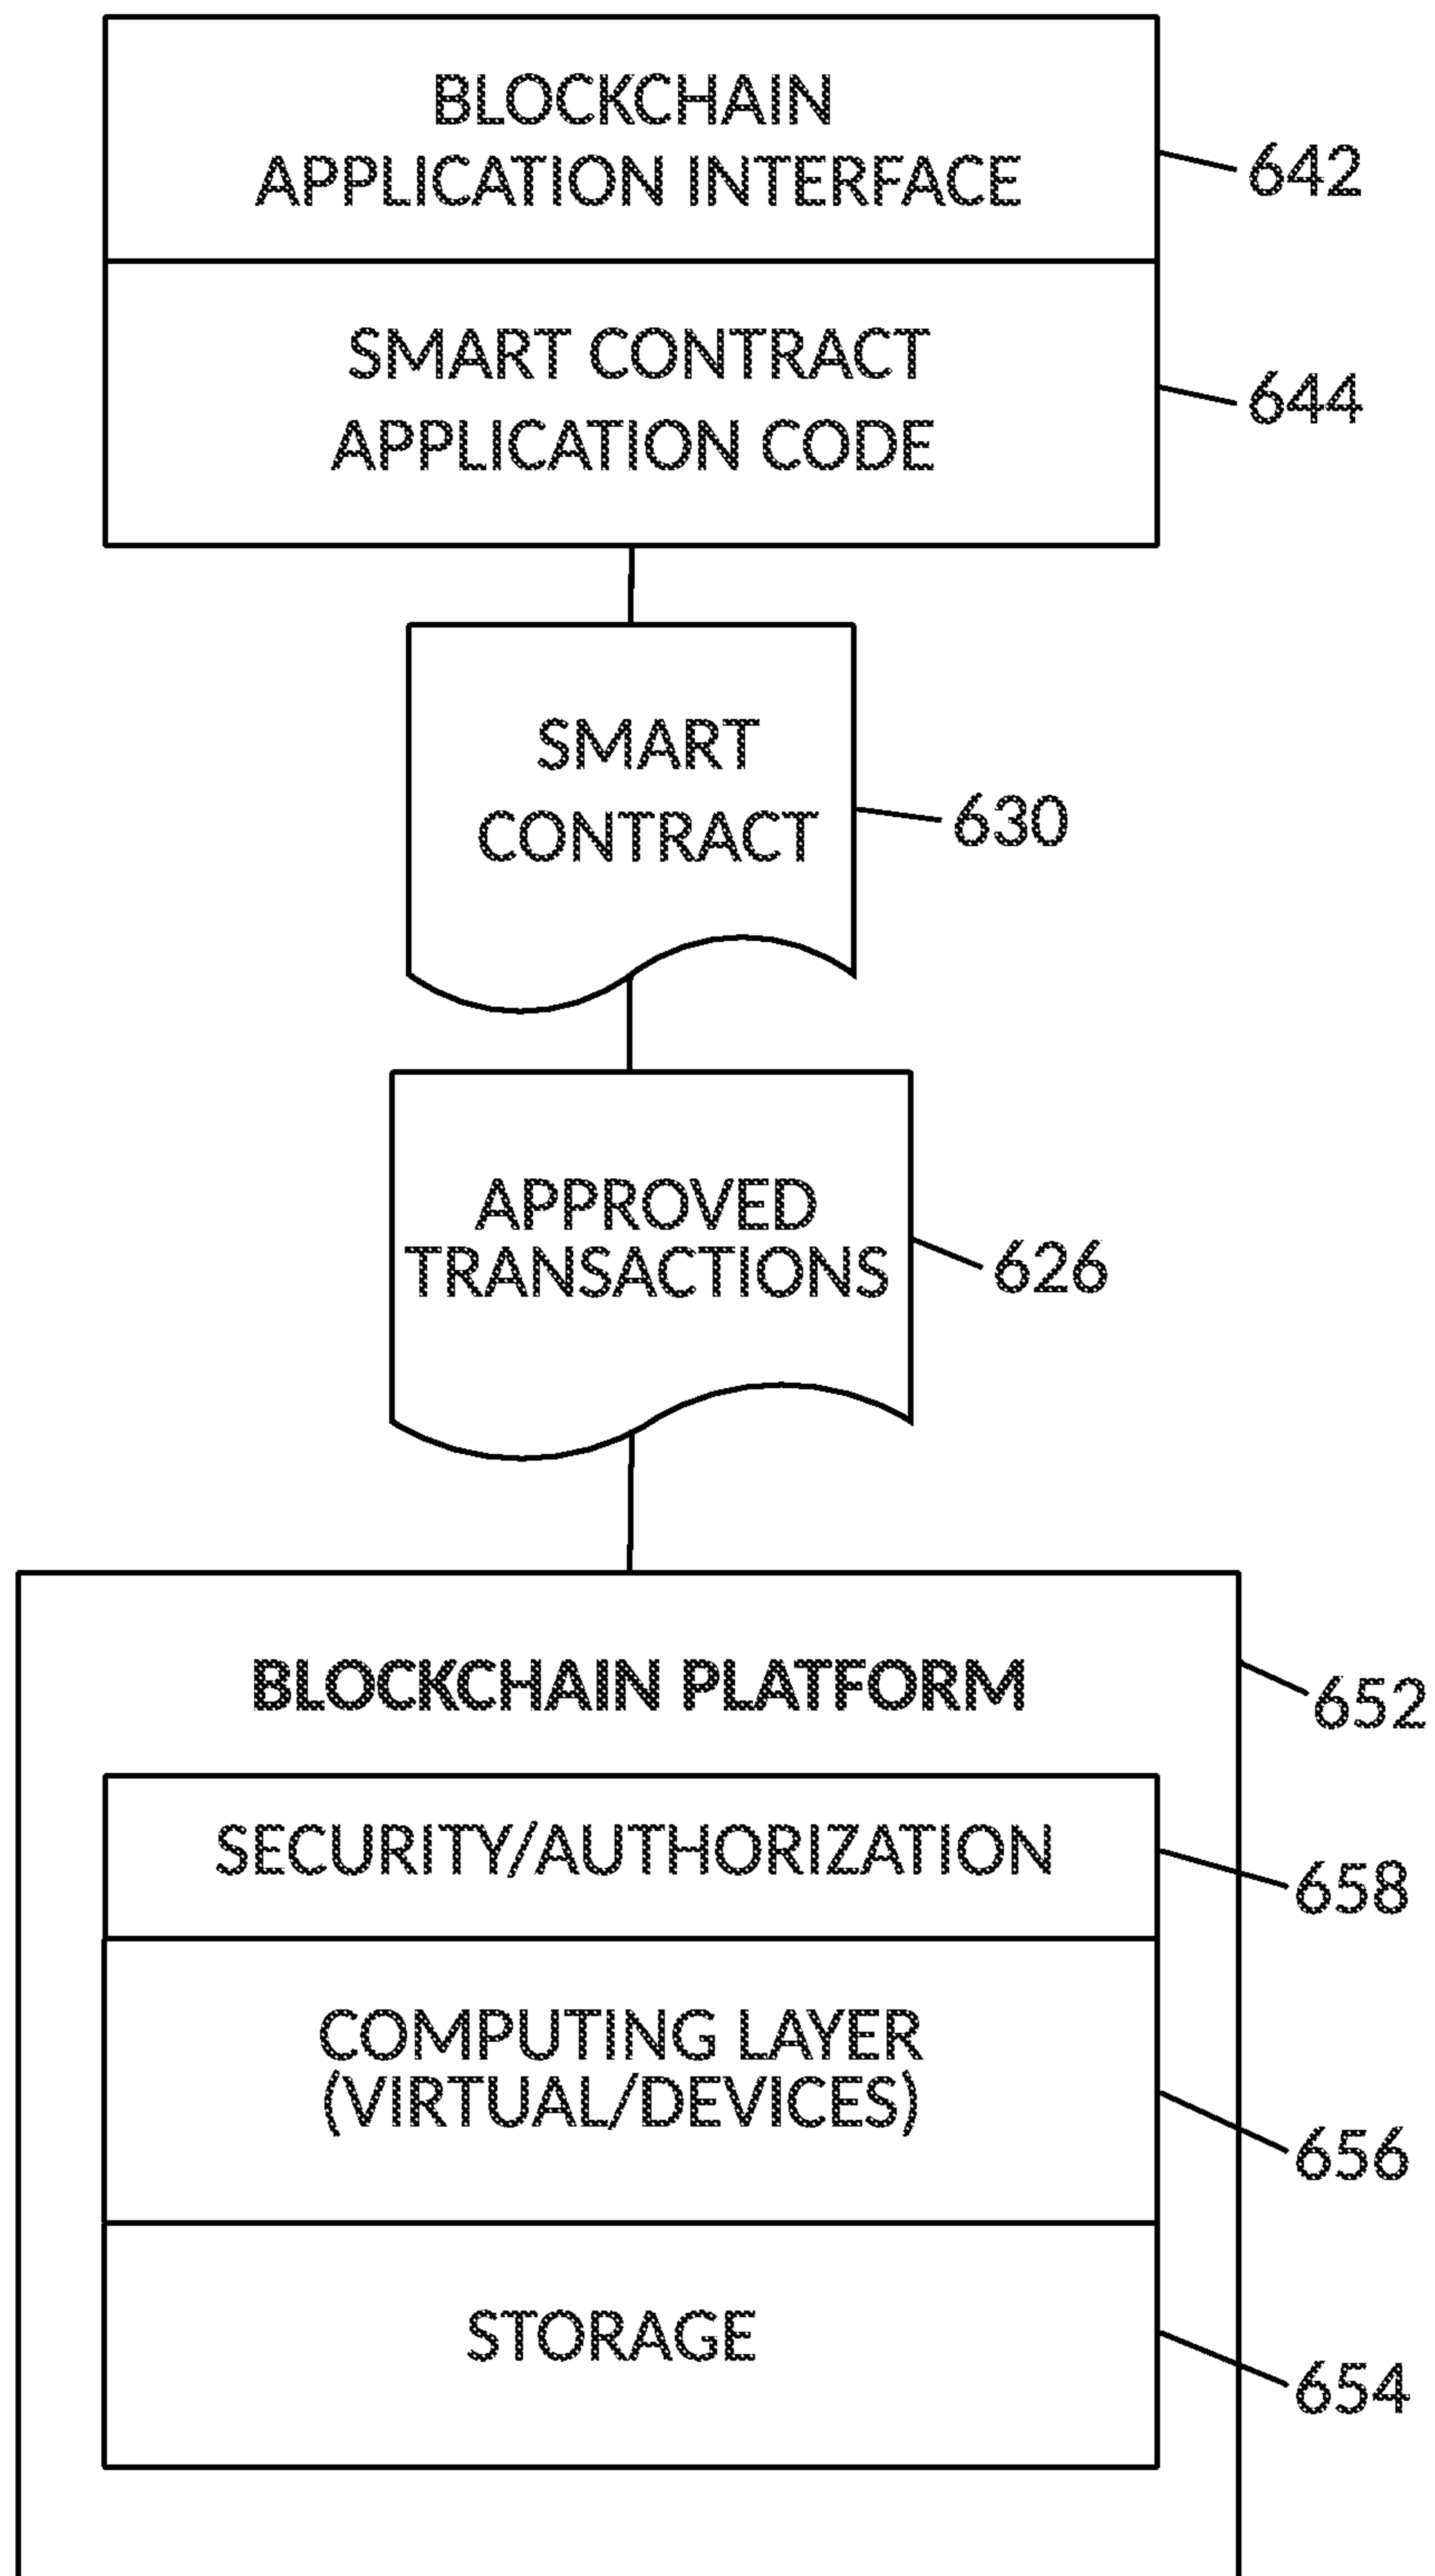 BLOCKCHAIN
APPLICATION INTERFACE
642
SMART CONTRACT
APPLICATION CODE
644
SMART
CONTRACT
630
APPROVED
TRANSACTIONS
626
BLOCKCHAIN PLATFORM
652
SECURITY/AUTHORIZATION
658
COMPUTING LAYER
(VIRTUAL/DEVICES)
656
STORAGE
654